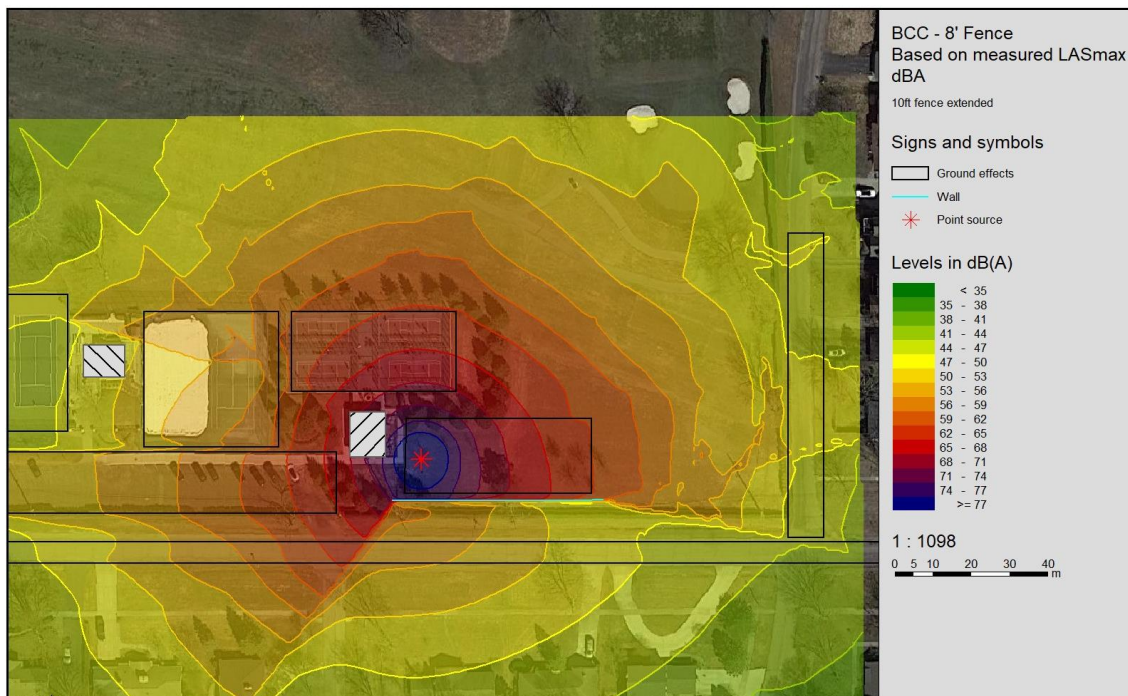 BCC - 8' Fence
Based on measured LASmax
dBA
10ft fence extended
Signs and symbols
Ground effects
Wall
Point source
Levels in dB(A)
< 35
35 - 38
38 - 41
41 - 44
44 - 47
47 - 50
50 - 53
53 - 56
56 - 59
59 - 62
62 - 65
65 - 68
68 - 71
71 - 74
74 - 77
>= 77
1 : 1098
0 5 10 20 30 40
m